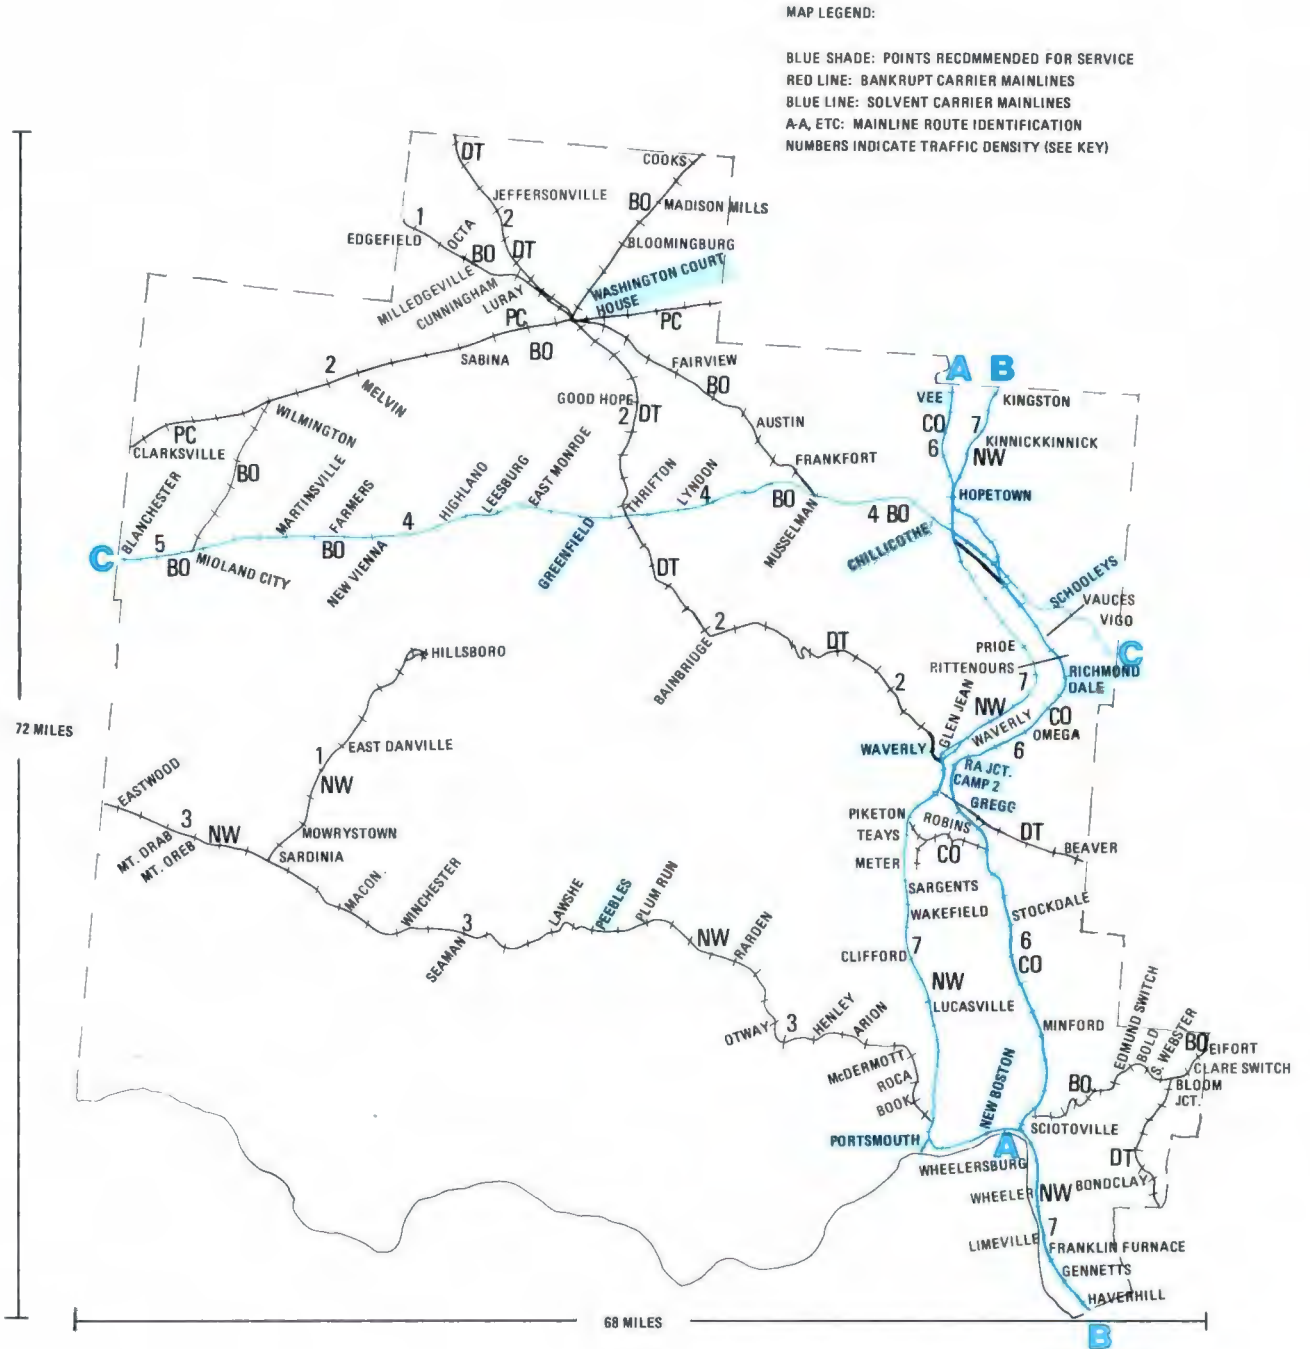 MAP LEGEND:
BLUE SHADE: POINTS RECOMMENDED FOR SERVICE
RED LINE: BANKRUPT CARRIER MAINLINES
BLUE LINE: SOLVENT CARRIER MAINLINES
A-A, ETC: MAINLINE ROUTE IDENTIFICATION
NUMBERS INDICATE TRAFFIC DENSITY (SEE KEY)
DT
COOKS
JEFFERSONVILLE
BO
MADISON MILLS
1
2
OCTA
EDGEFIELD
BO
DT
BLOOMINGBURG
MILLEDGEVILLE
CUNNINGHAM
LURAY
WASHINGTON COURT
HOUSE
PC
PC
BO
SABINA
2
MELVIN
FAIRVIEW
BO
A
B
GOOD HOPE
2
DT
VEE
KINGSTON
WILMINGTON
AUSTIN
CO
7
PC
CLARKSVILLE
6
KINNICKKINNICK
NW
BO
FRANKFORT
BLANCHESTER
MARTINSVILLE
FARMERS
HIGHLAND
LEESBURG
EAST MONROE
THRIFTON
LYNDON
4
BO
HOPETOWN
4
4 BO
MUSSELMAN
CHILLICOTHE
C
5
BO
MIOLAND CITY
BO
NEW VIENNA
GREENFIELD
DT
SCHOOLEYS
VAUCES
VIGO
2
HILLSBORO
BAINBRIDGE
DT
PRIDE
RITTENOURS
C
RICHMOND
DALE
2
7
NW
72 MILES
GLEN JEAN
WAVERLY
CO
OMEGA
6
EAST DANVILLE
WAVERLY
1
NW
RA JCT.
CAMP 2
EASTWOOD
GREGG
3
NW
MT. DRAB
MT. OREB
MOWRYSTOWN
SARDINIA
PIKETON
ROBINS
TEAYS
DT
BEAVER
METER
CO
MACON
WINCHESTER
LAWSHE
PEEBLES
PLUM RUN
SARGENTS
STOCKDALE
WAKEFIELD
3
SEAMAN
NW
RARDEN
6
CO
CLIFFORD
7
NW
LUCASVILLE
OTWAY
3
HENLEY
ARION
MINFORD
EDMUND SWITCH
BOLD
S. WEBSTER
BO
EIFORT
CLARE SWITCH
McDERMOTT
ROCA
BOOK
NEW BOSTON
BO
BLOOM
JCT.
PORTSMOUTH
SCIOTOVILLE
A
WHEELERSBURG
DT
WHEELER
NW
BONDCLAY
7
LIMEVILLE
FRANKLIN FURNACE
GENNETTS
HAVERHILL
68 MILES
B